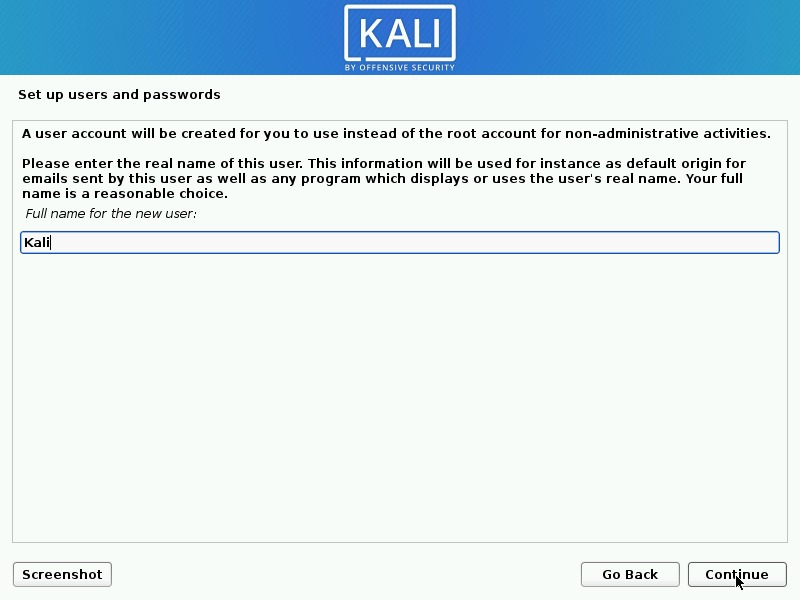 KALI
BY OFFENSIVE SECURITY
Set up users and passwords
A user account will be created for you to use instead of the root account for non-administrative activities.
Please enter the real name of this user. This information will be used for instance as default origin for
emails sent by this user as well as any program which displays or uses the user's real name. Your full
name is a reasonable choice.
Full name for the new user:
Kali
Screenshot
Go Back
Continue